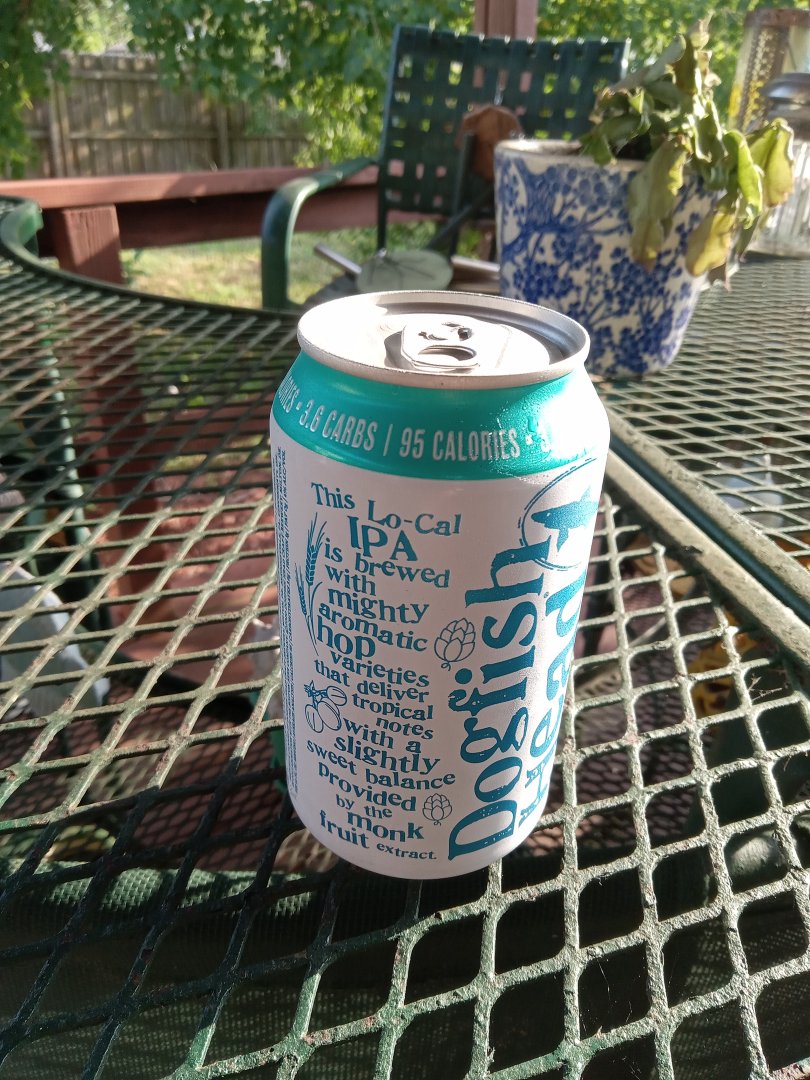 3.6 CARBS | 95 CALORIES •
This Lo-Cal
IPA
is brewed
with
mighty
aromatic
hop
varieties
that deliver
tropical
notes
with a
slightly
sweet balance
provided
by the
monk
fruit extract.
Dogfish
Head